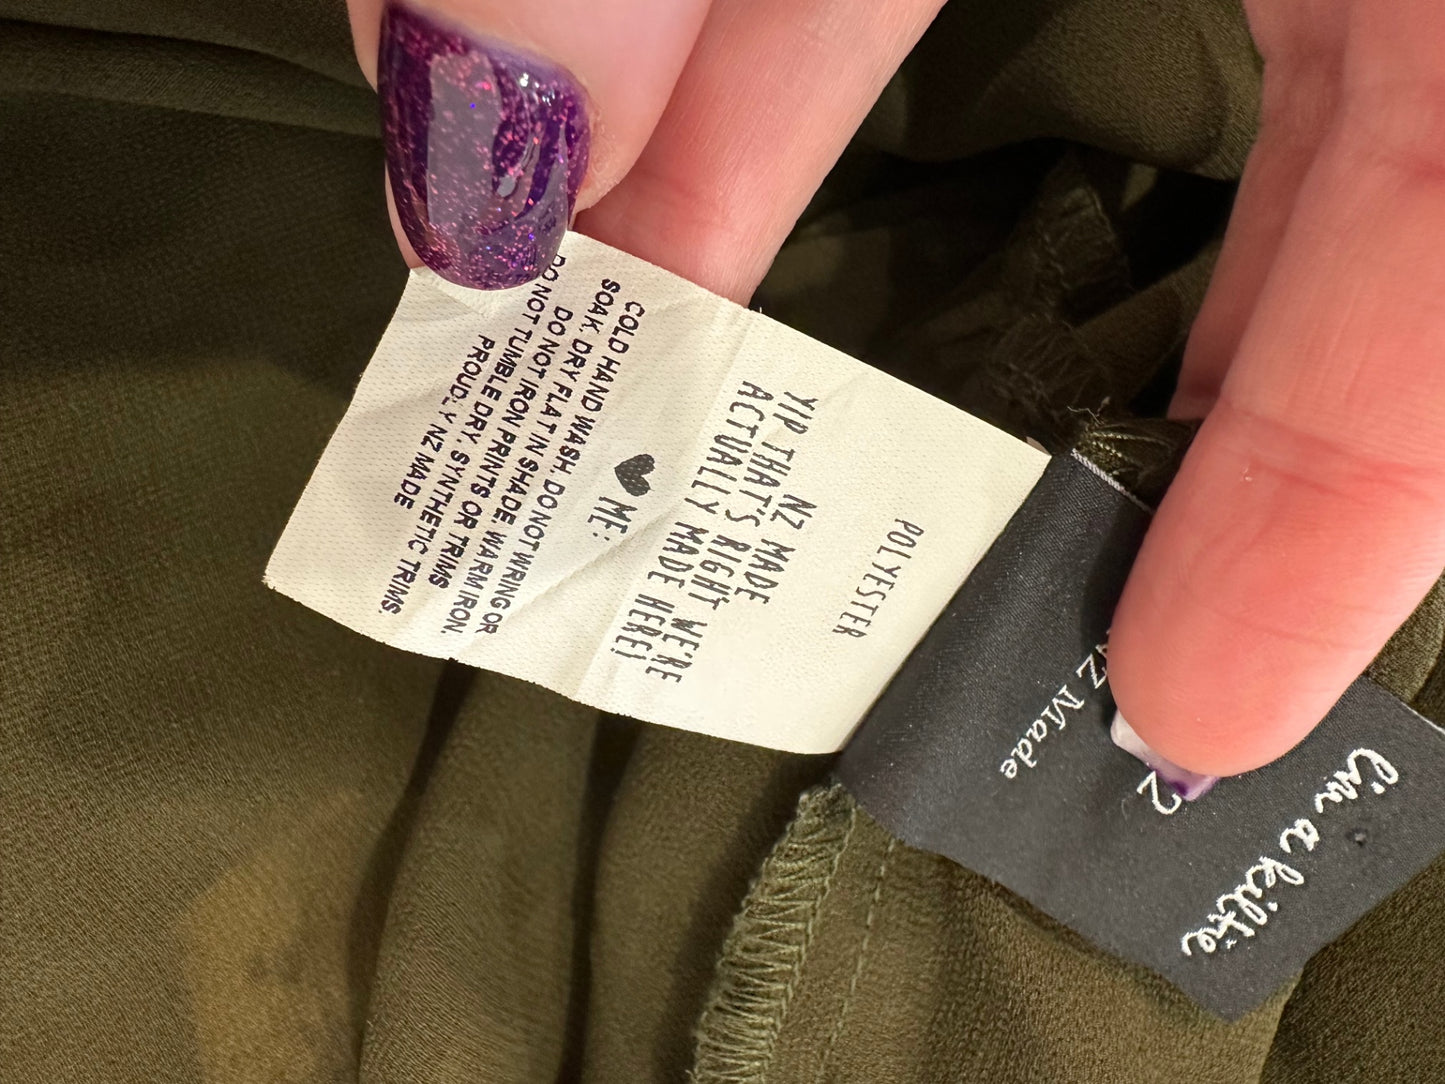 POLYESTER
YIP THAT'S RIGHT WE'RE
ACTUALLY MADE HERE!
NZ MADE
♥ ME:
COLD HAND WASH. DO NOT WRING OR
SOAK. DRY FLAT IN SHADE. WARM IRON.
DO NOT IRON PRINTS OR TRIMS
DO NOT TUMBLE DRY. SYNTHETIC TRIMS.
PROUDLY NZ MADE
NZ Made
2